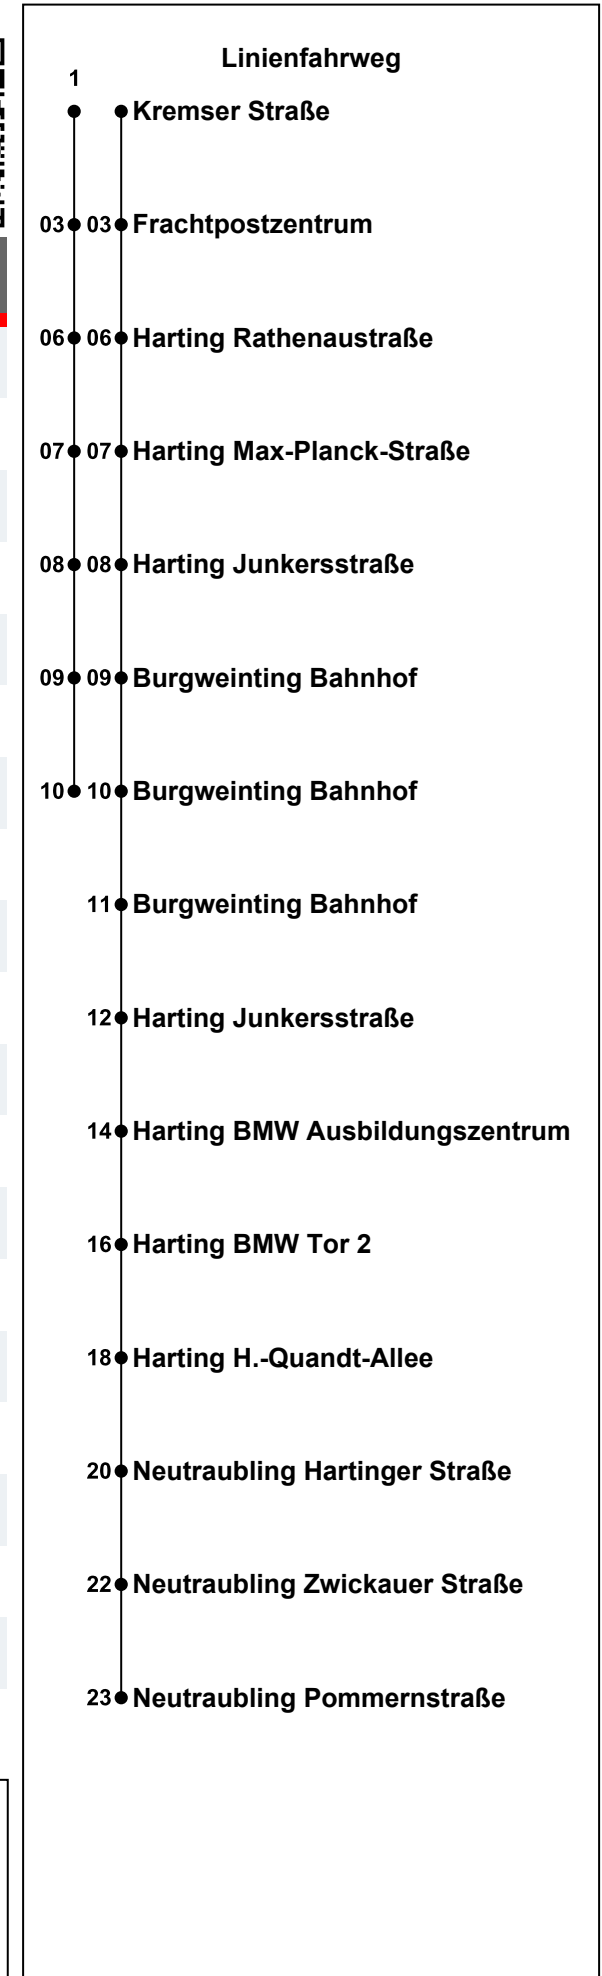 Linienfahrweg
1
Kremser Straße
03 03 Frachtpostzentrum
06 06 Harting Rathenaustraße
07 07 Harting Max-Planck-Straße
08 08 Harting Junkersstraße
09 09 Burgweinting Bahnhof
10 10 Burgweinting Bahnhof
11 Burgweinting Bahnhof
12 Harting Junkersstraße
14 Harting BMW Ausbildungszentrum
16 Harting BMW Tor 2
18 Harting H.-Quandt-Allee
20 Neutraubling Hartinger Straße
22 Neutraubling Zwickauer Straße
23 Neutraubling Pommernstraße